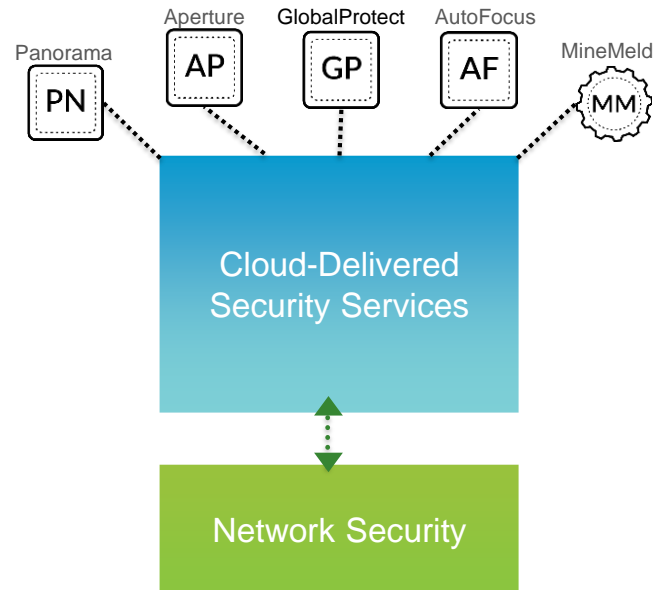 Aperture
GlobalProtect
AutoFocus
Panorama
MineMeld
AP
GP
AF
PN
MM
Cloud-Delivered
Security Services
Network Security